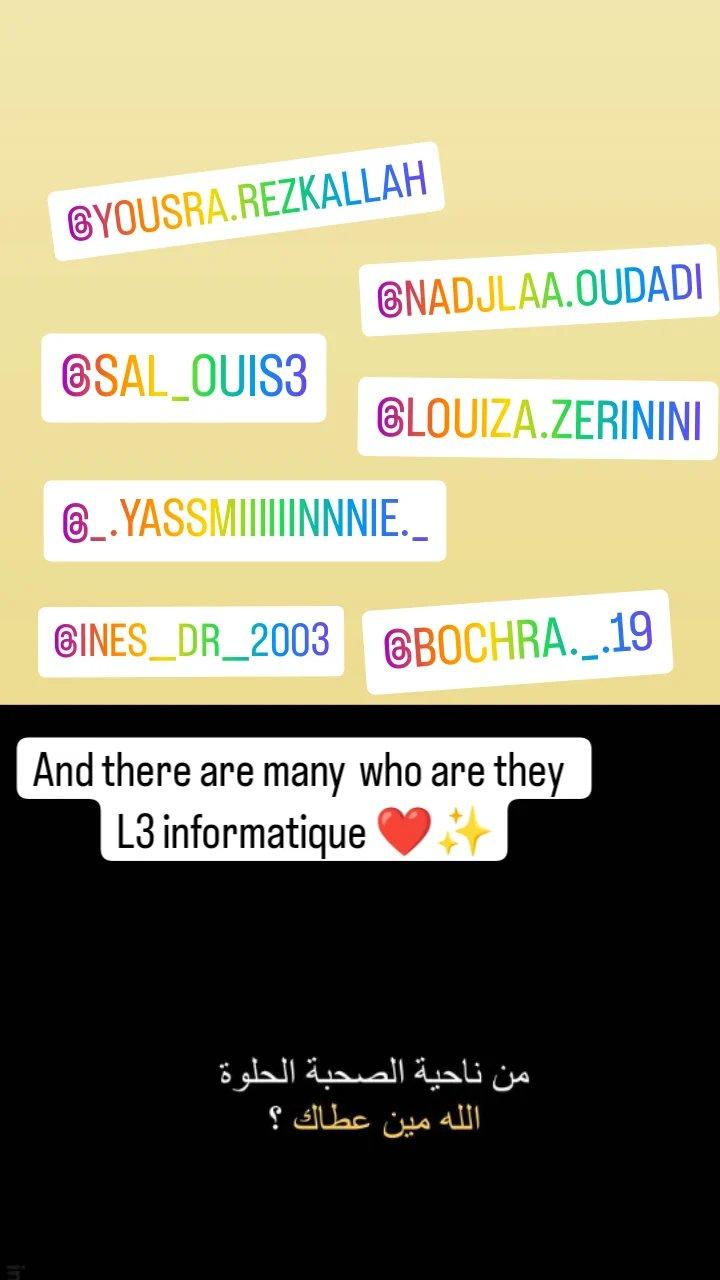 @YOUSRA.REZKALLAH
@NADJLAA.OUDADI
@SAL_OUIS3
@LOUIZA.ZERININI
@_.YASSMIIIIIINNNIE._
@INES__DR__2003
@BOCHRA._.19
And there are many who are they
L3 informatique ❤️✨
من ناحية الصحبة الحلوة
الله مين عطاك ؟